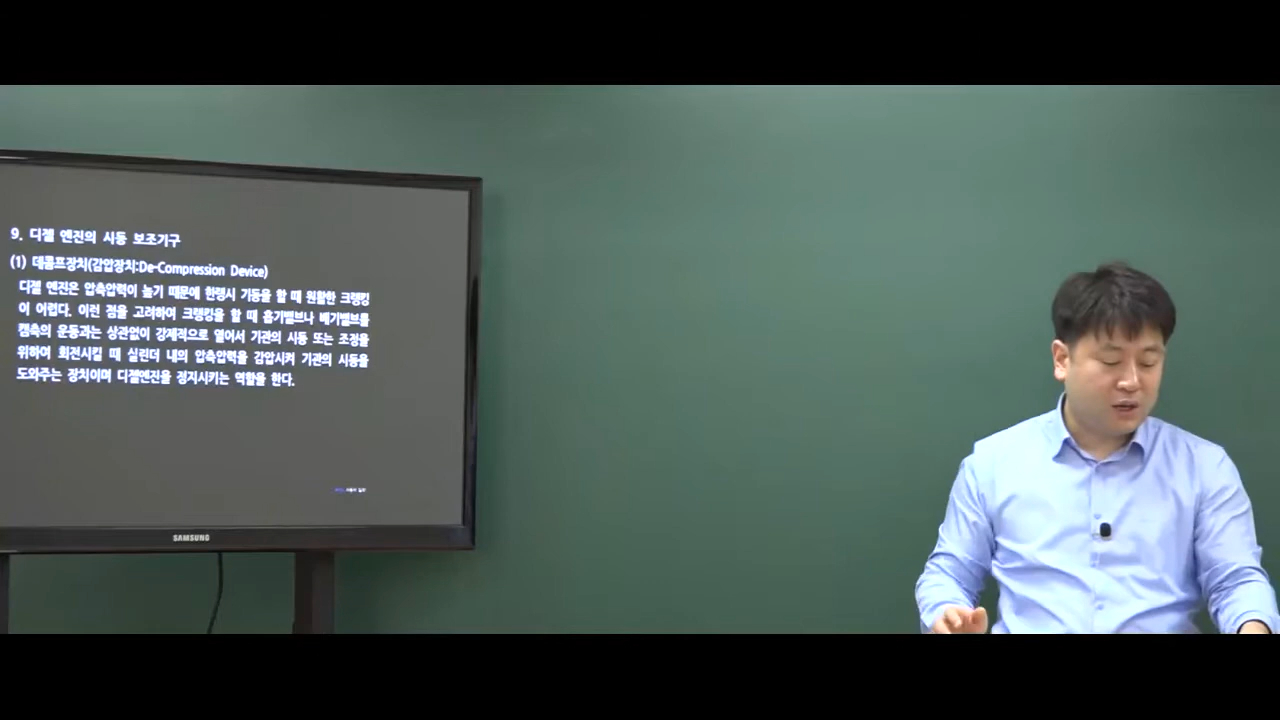 9. 디젤 엔진의 시동 보조기구
(1) 데콤프장치(감압장치:De-Compression Device)
디젤 엔진은 압축압력이 높기 때문에 한랭시 기동을 할 때 원활한 크랭킹
이 어렵다. 이런 점을 고려하여 크랭킹을 할 때 흡기밸브나 배기밸브를
캠축의 운동과는 상관없이 강제적으로 열어서 기관의 시동 또는 조정을
위하여 회전시킬 때 실린더 내의 압축압력을 감압시켜 기관의 시동을
도와주는 장치이며 디젤엔진을 정지시키는 역할을 한다.
SAMSUNG